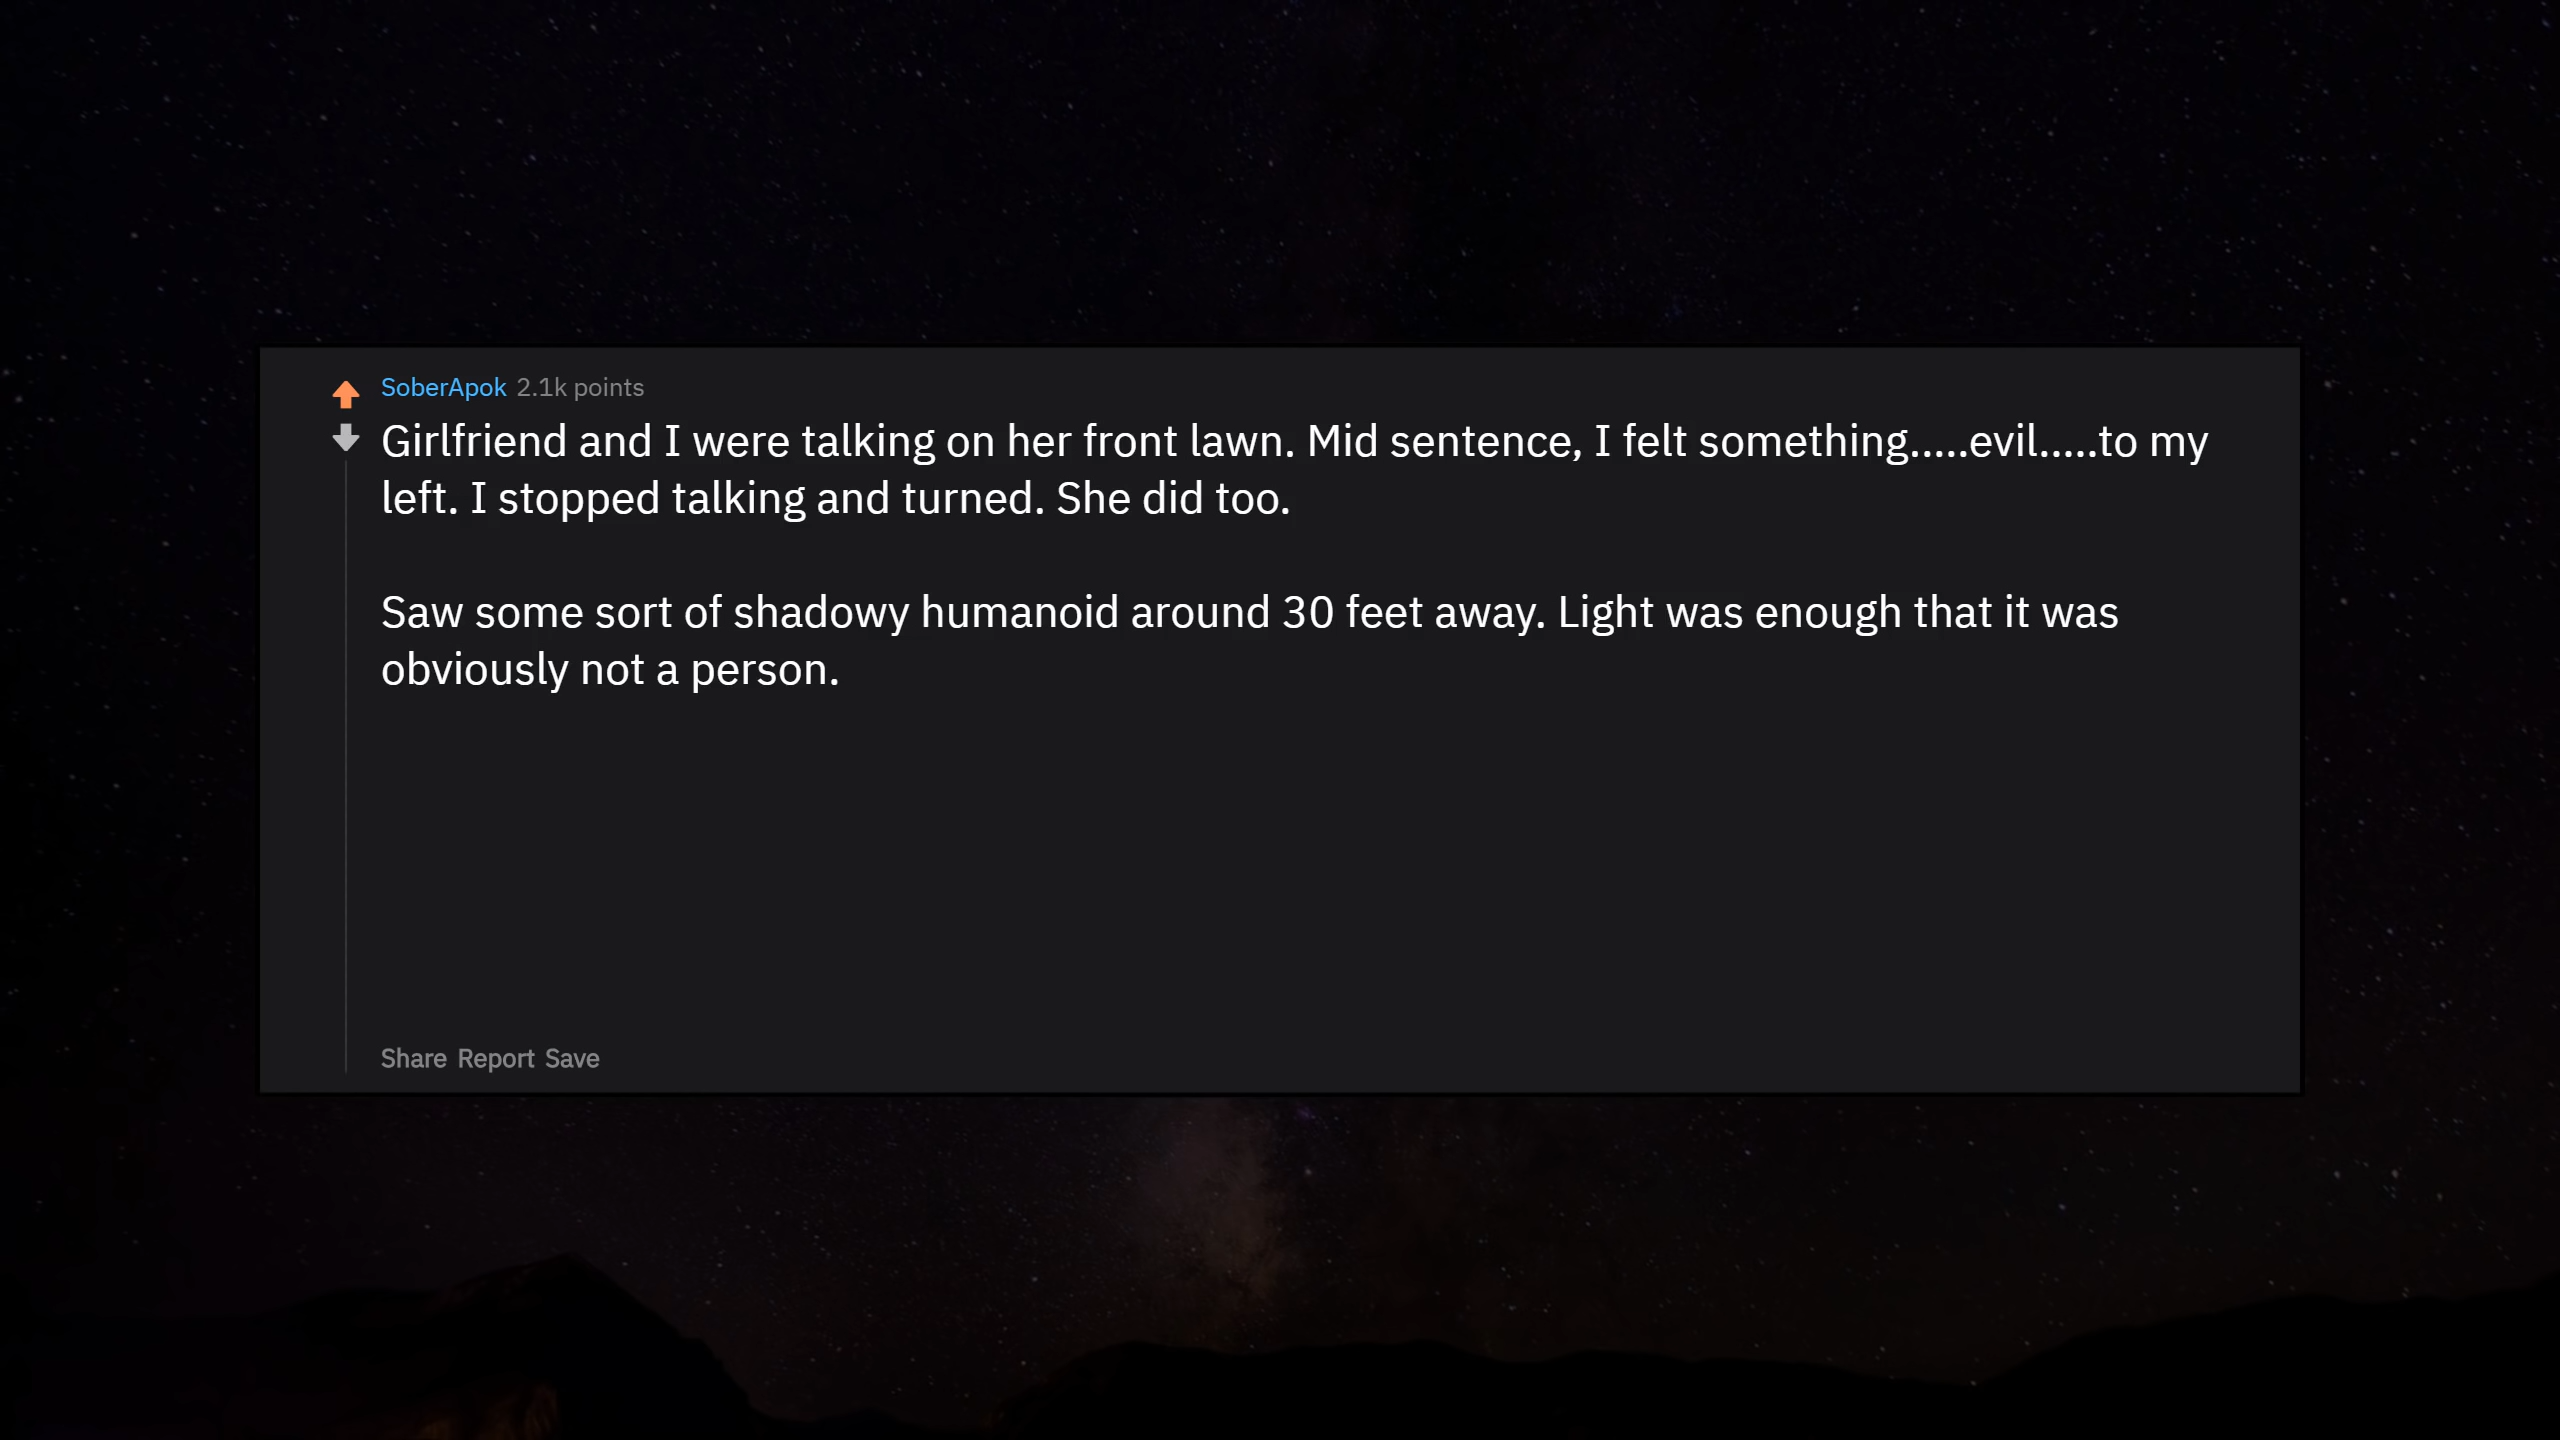 SoberApok 2.1k points
Girlfriend and I were talking on her front lawn. Mid sentence, I felt something.....evil.....to my
left. I stopped talking and turned. She did too.
Saw some sort of shadowy humanoid around 30 feet away. Light was enough that it was
obviously not a person.
Share Report Save